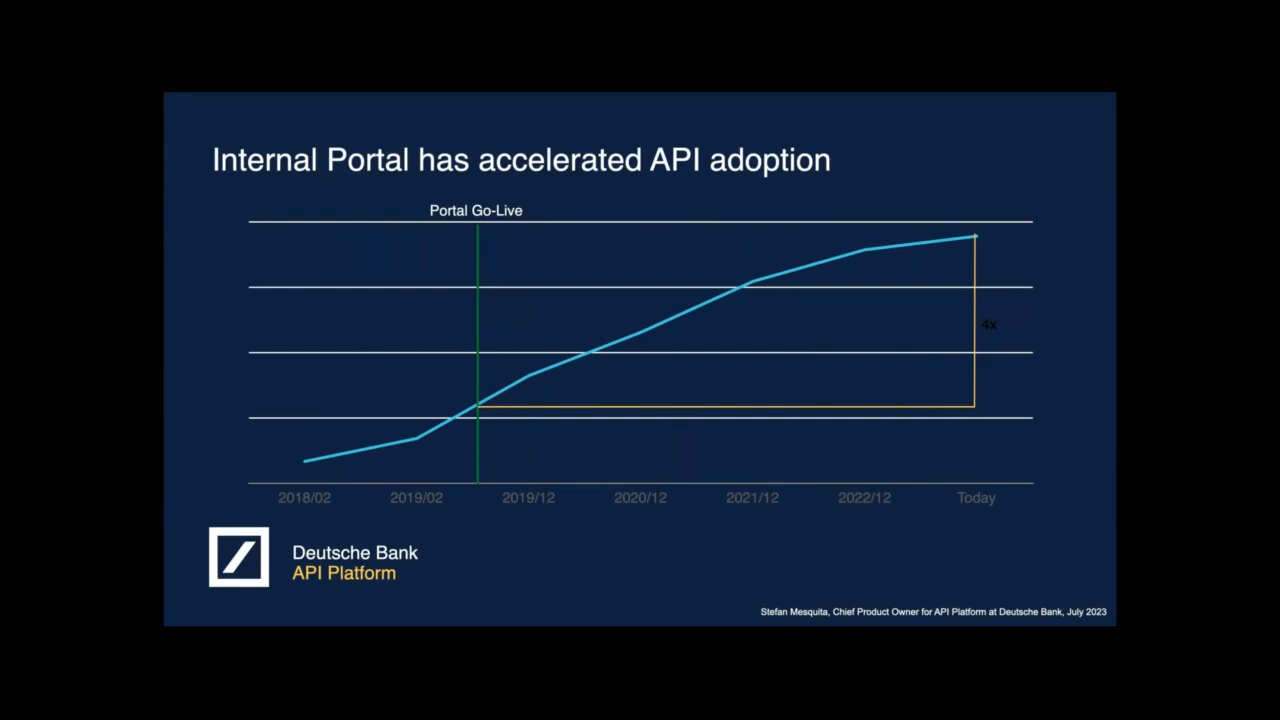 Internal Portal has accelerated API adoption
Portal Go-Live
4x
2018/02 2019/02 2019/12 2020/12 2021/12 2022/12 Today
Deutsche Bank
API Platform
Stefan Mesquita, Chief Product Owner for API Platform at Deutsche Bank, July 2023